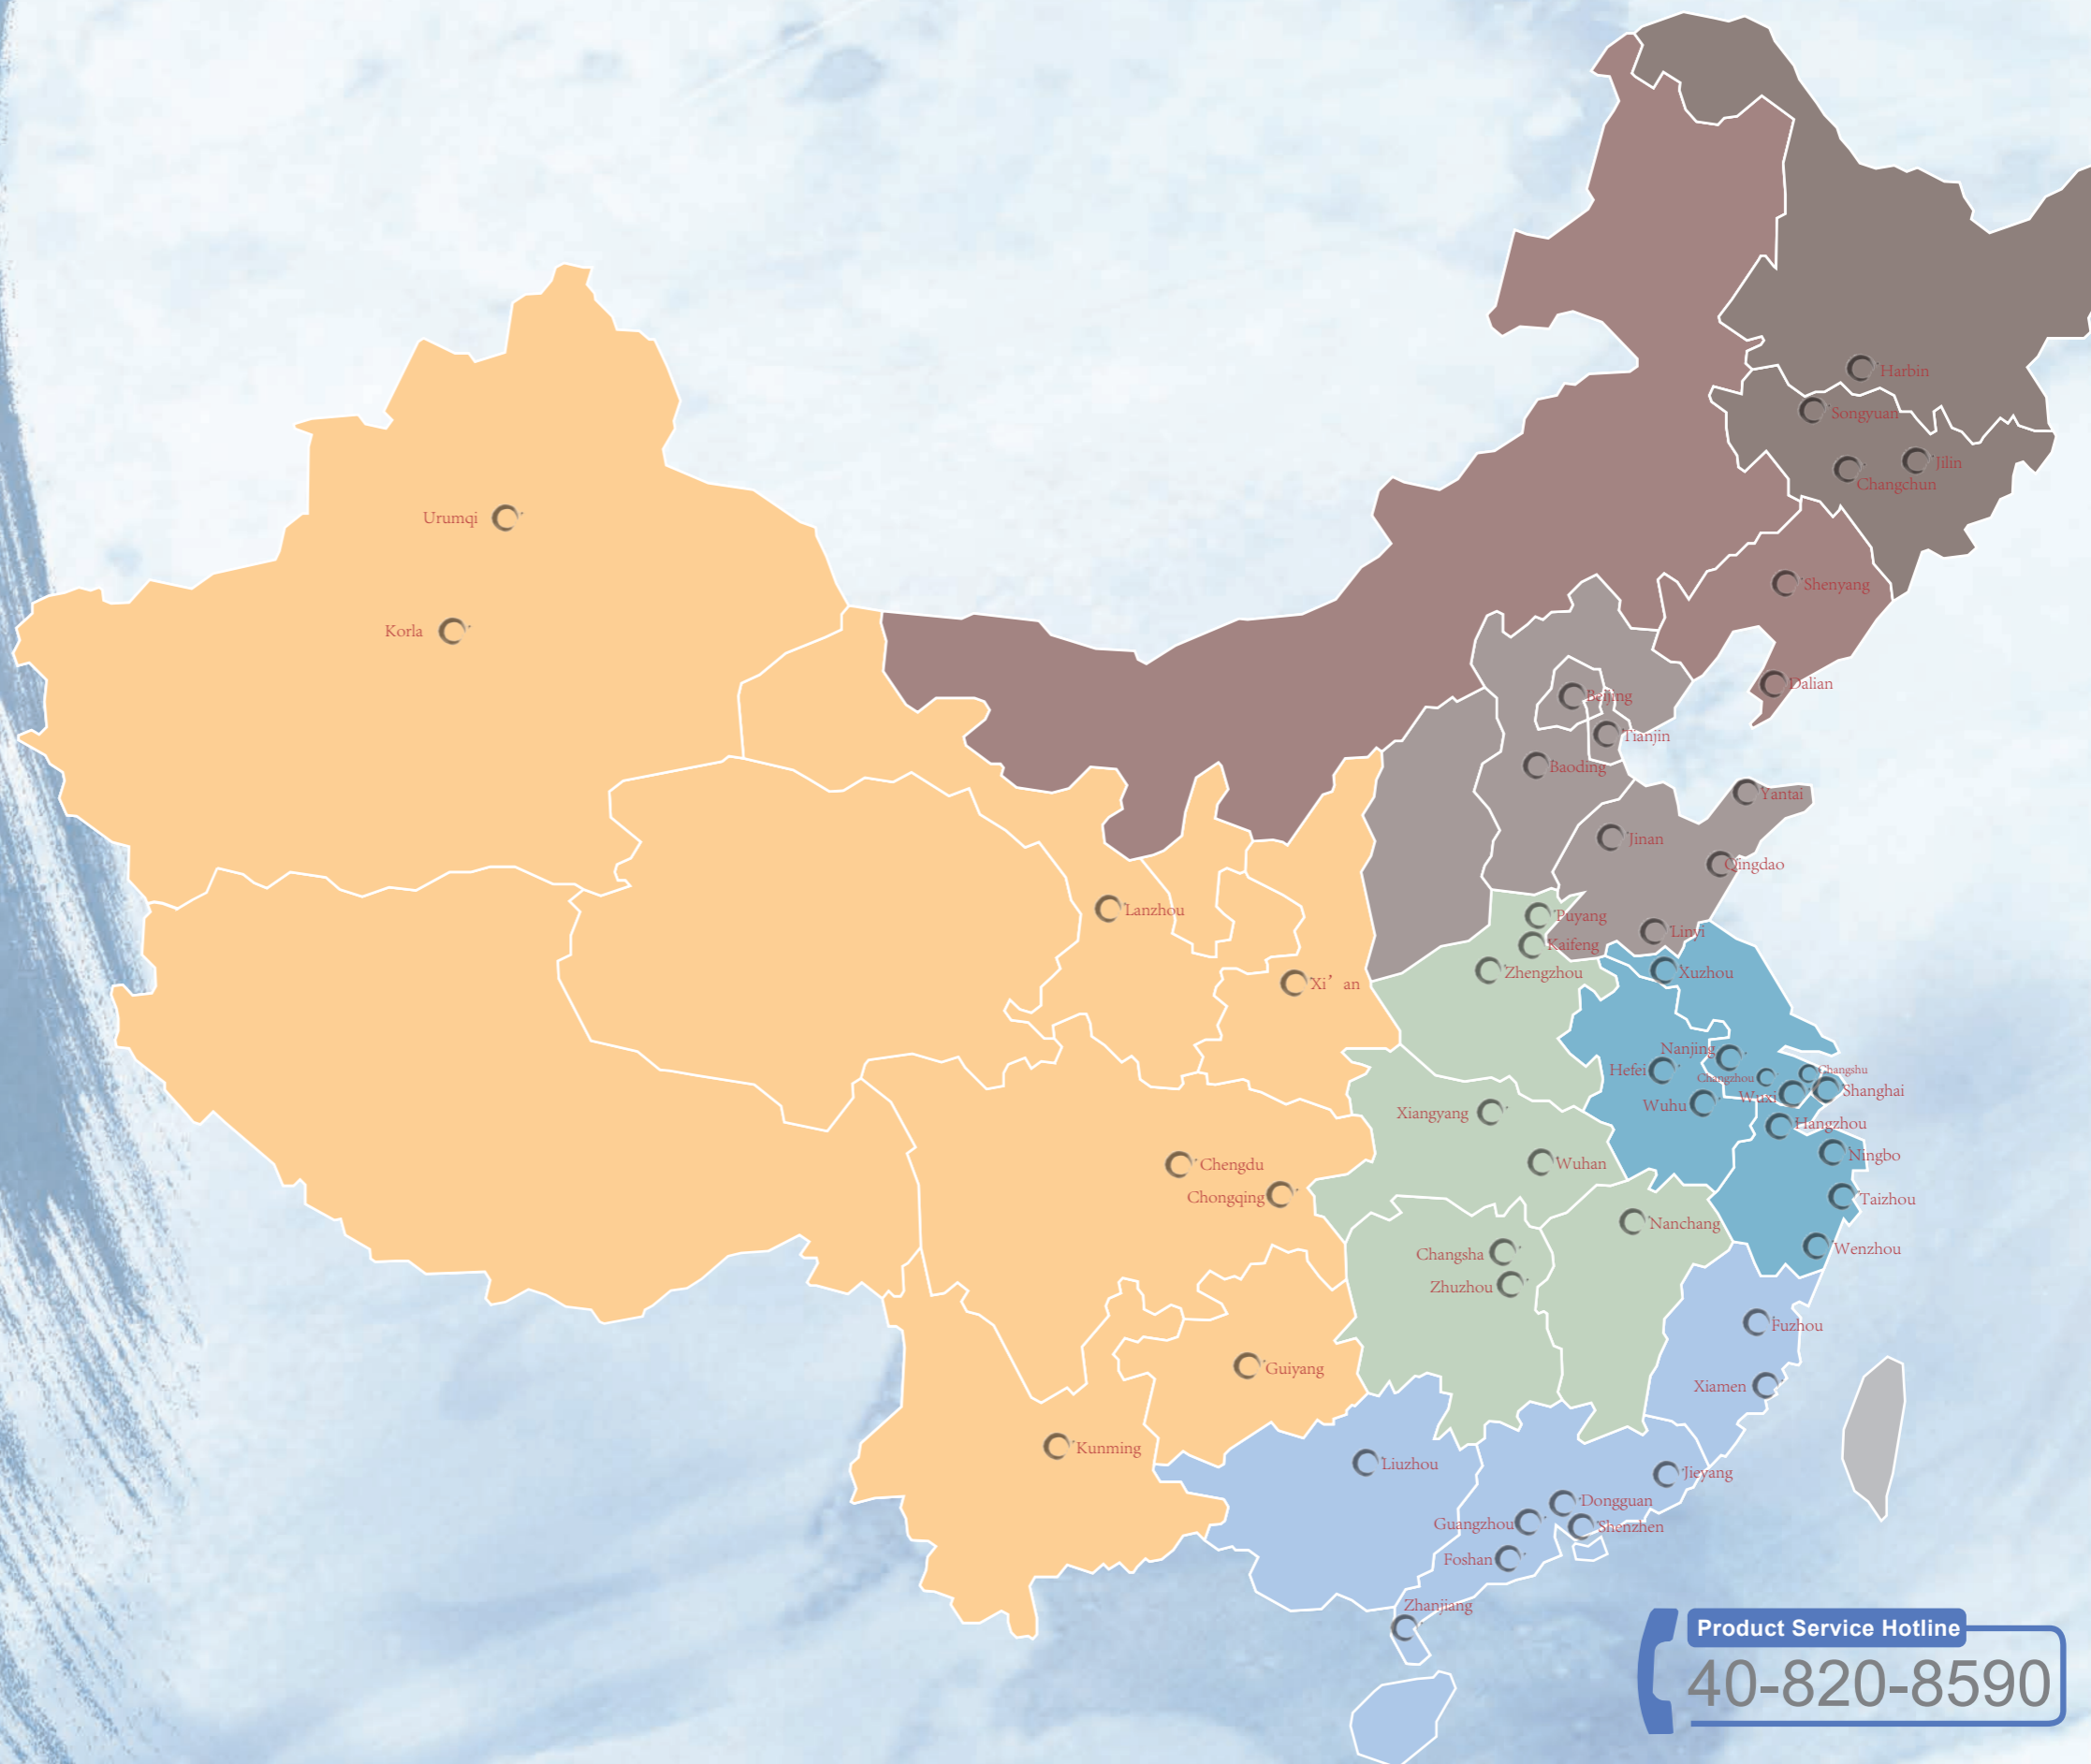 Harbin
Songyuan
Jilin
Changchun
Urumqi
Shenyang
Korla
Dalian
Beijing
Tianjin
Baoding
Yantai
Jinan
Qingdao
Lanzhou
Puyang
Linyi
Kaifeng
Zhengzhou
Xuzhou
Xi’an
Nanjing
Hefei
Changshu
Changzhou
Shanghai
Wuxi
Wuhu
Xiangyang
Hangzhou
Ningbo
Wuhan
Chengdu
Chongqing
Taizhou
Nanchang
Wenzhou
Changsha
Zhuzhou
Fuzhou
Guiyang
Xiamen
Kunming
Liuzhou
Jieyang
Dongguan
Guangzhou
Shenzhen
Foshan
Zhanjiang
Product Service Hotline
40-820-8590